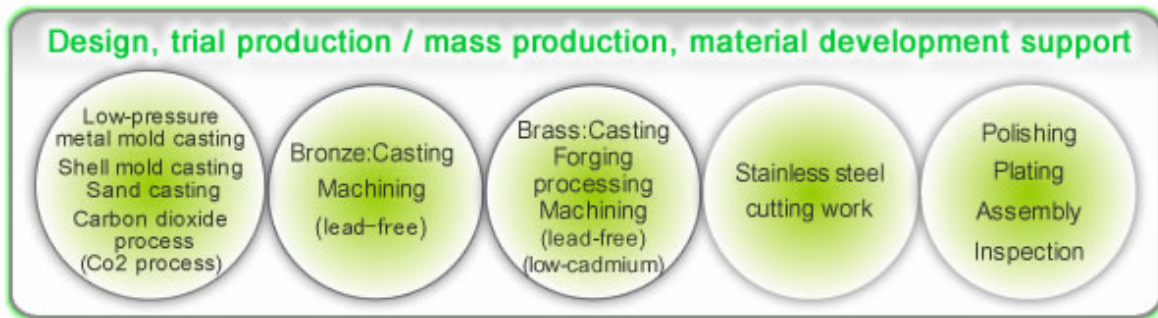 Design, trial production / mass production, material development support
Low-pressure
metal mold casting
Shell mold casting
Sand casting
Carbon dioxide
process
(Co2 process)
Bronze:Casting
Machining
(lead-free)
Brass:Casting
Forging
processing
Machining
(lead-free)
(low-cadmium)
Stainless steel
cutting work
Polishing
Plating
Assembly
Inspection